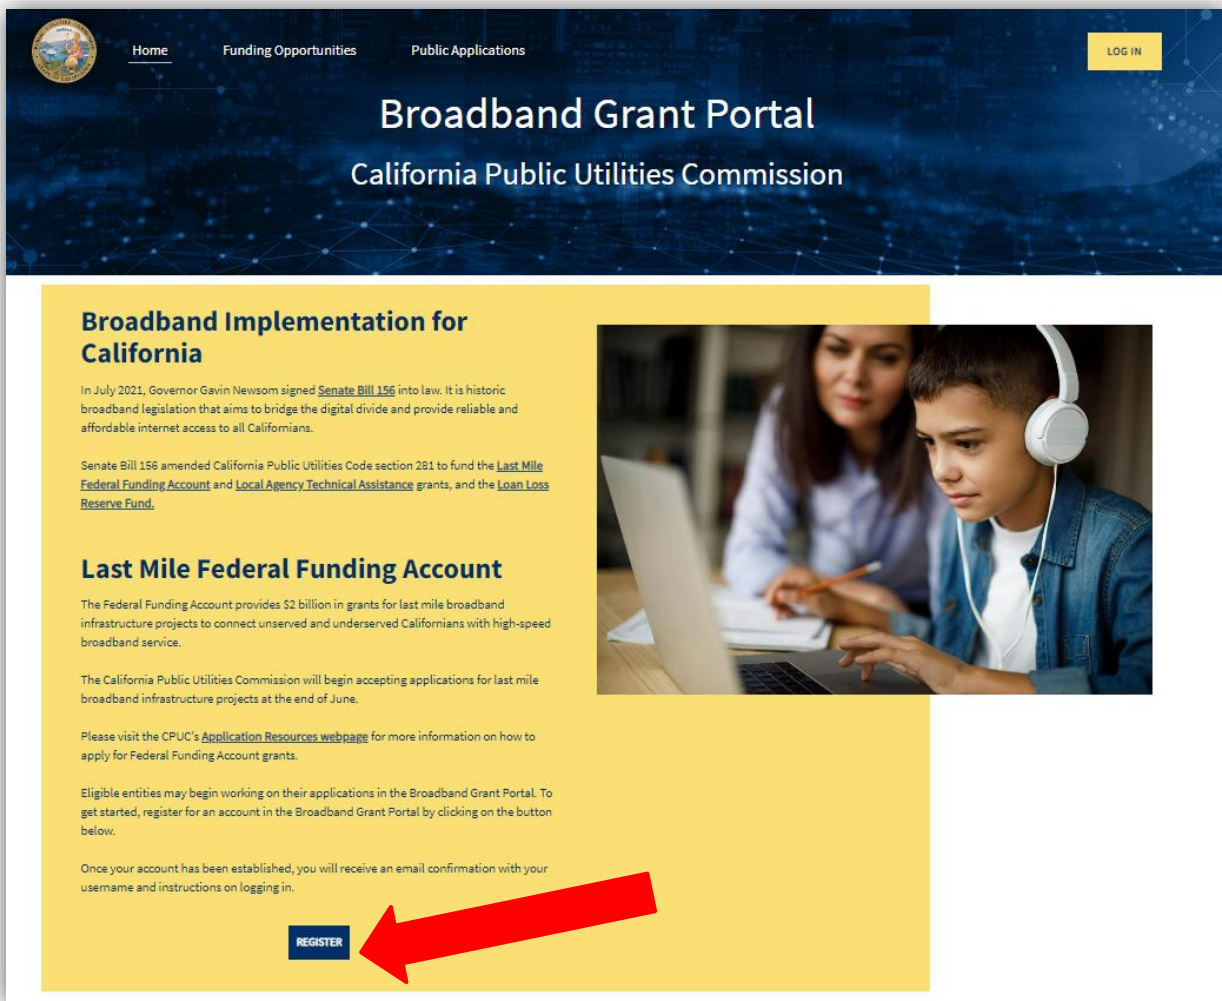 Home Funding Opportunities Public Applications LOG IN
Broadband Grant Portal
California Public Utilities Commission
Broadband Implementation for
California
In July 2021, Governor Gavin Newsom signed Senate Bill 156 into law. It is historic
broadband legislation that aims to bridge the digital divide and provide reliable and
affordable internet access to all Californians.
Senate Bill 156 amended California Public Utilities Code section 281 to fund the Last Mile
Federal Funding Account and Local Agency Technical Assistance grants, and the Loan Loss
Reserve Fund.
Last Mile Federal Funding Account
The Federal Funding Account provides $2 billion in grants for last mile broadband
infrastructure projects to connect unserved and underserved Californians with high-speed
broadband service.
The California Public Utilities Commission will begin accepting applications for last mile
broadband infrastructure projects at the end of June.
Please visit the CPUC's Application Resources webpage for more information on how to
apply for Federal Funding Account grants.
Eligible entities may begin working on their applications in the Broadband Grant Portal. To
get started, register for an account in the Broadband Grant Portal by clicking on the button
below.
Once your account has been established, you will receive an email confirmation with your
username and instructions on logging in.
REGISTER